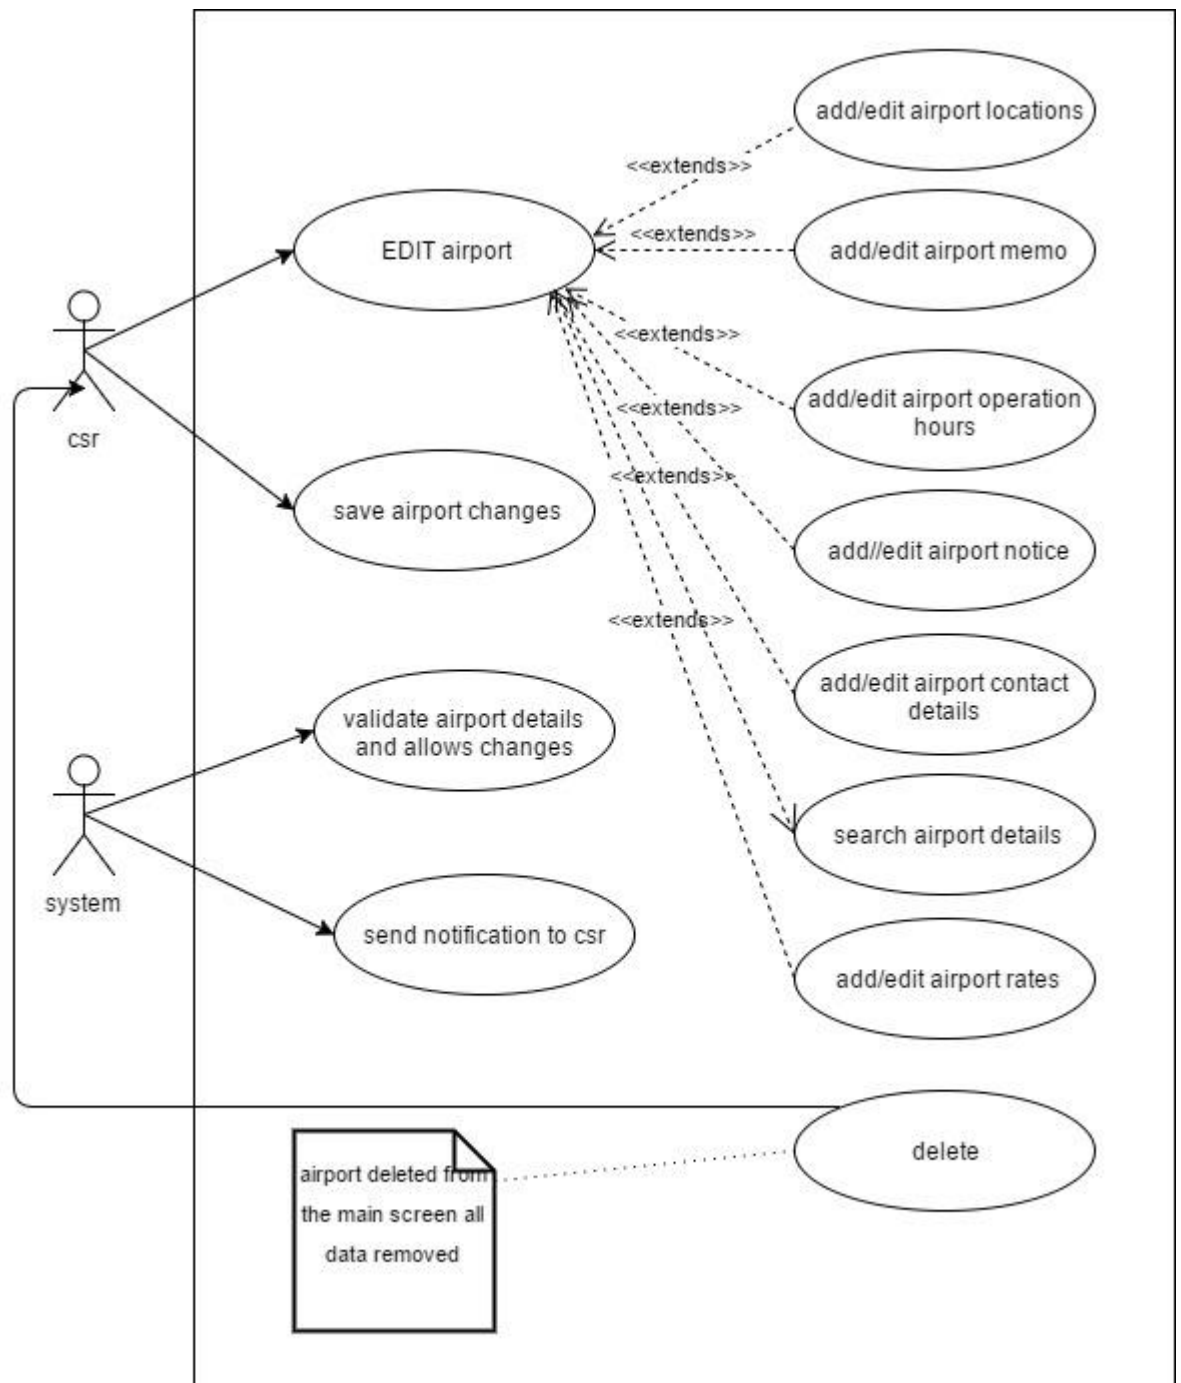 add/edit airport locations
<<extends>>
EDIT airport
<<extends>>
add/edit airport memo
<<extends>>
add/edit airport operation
hours
<<extends>>
csr
<<extends>>
save airport changes
add//edit airport notice
<<extends>>
validate airport details
and allows changes
add/edit airport contact
details
search airport details
system
send notification to csr
add/edit airport rates
delete
airport deleted from
the main screen all
data removed